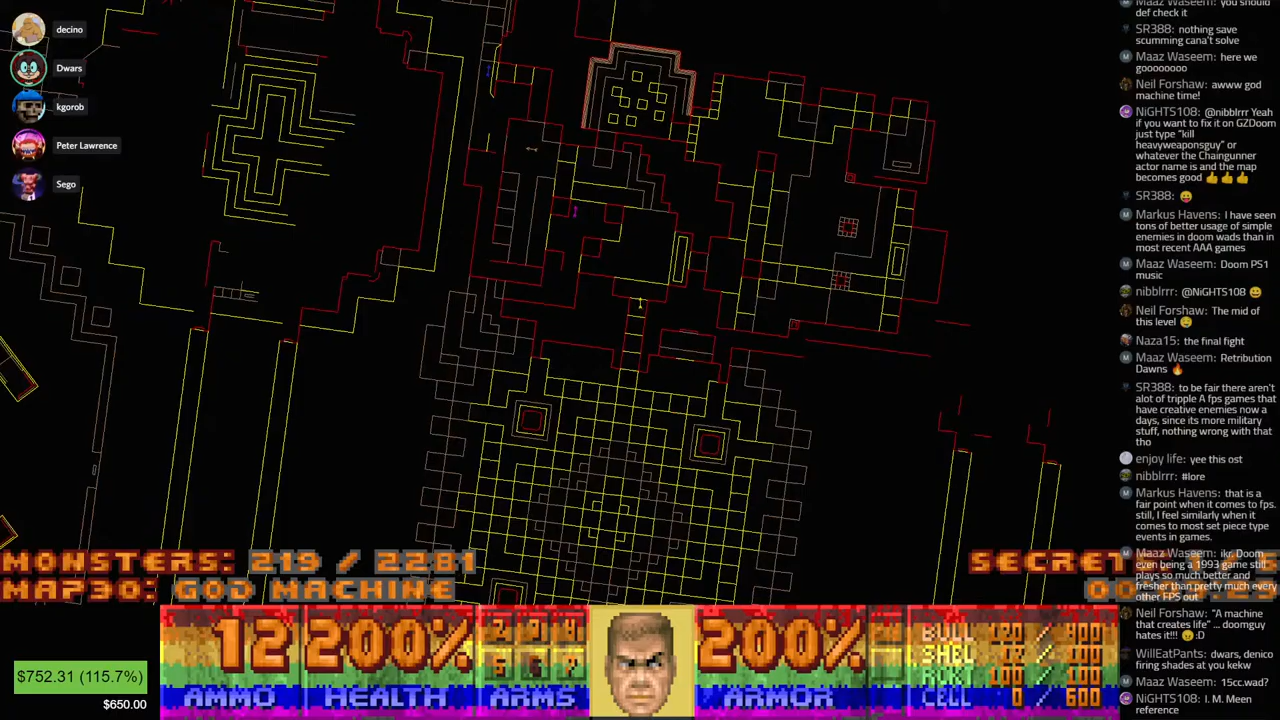 decino
Dwars
kgorob
Peter Lawrence
Sego
MONSTERS: 219 / 2281
MAP30: GOD MACHINE
12
200%
200%
AMMO
HEALTH
ARMS
ARMOR
BULL 120 / 400
SHEL
RCKT 100 / 100
CELL 0 / 600
$752.31 (115.7%)
$650.00
SECRET
Maaz Waseem: you should
def check it
SR388: nothing save
scumming cana't solve
Maaz Waseem: here we
goooooooo
Neil Forshaw: awww god
machine time!
NiGHTS108: @nibblrrr Yeah
if you want to fix it on GZDoom
just type "kill
heavyweaponsguy" or
whatever the Chaingunner
actor name is and the map
becomes good 👍👍👍
SR388: 😝
Markus Havens: I have seen
tons of better usage of simple
enemies in doom wads than in
most recent AAA games
Maaz Waseem: Doom PS1
music
nibblrrr: @NiGHTS108 😄
Neil Forshaw: The mid of
this level 😌
Naza15: the final fight
Maaz Waseem: Retribution
Dawns 🔥
SR388: to be fair there aren't
alot of tripple A fps games
that have creative enemies now a
days, since its more military
stuff, nothing wrong with that
tho
enjoy life: yee this ost
nibblrrr: #lore
Markus Havens: that is a
fair point when it comes to fps.
still, I feel similarly when it
comes to most set piece type
events in games.
Maaz Waseem: ikr. Doom
even being a 1993 game still
plays so much better and
fresher than pretty much every
other FPS out
Neil Forshaw: "A machine
that creates life" ... doomguy
hates it!!! 😠 :D
WillEatPants: dwars, denico
firing shades at you kekw
Maaz Waseem: 15cc.wad?
NiGHTS108: I. M. Meen
reference